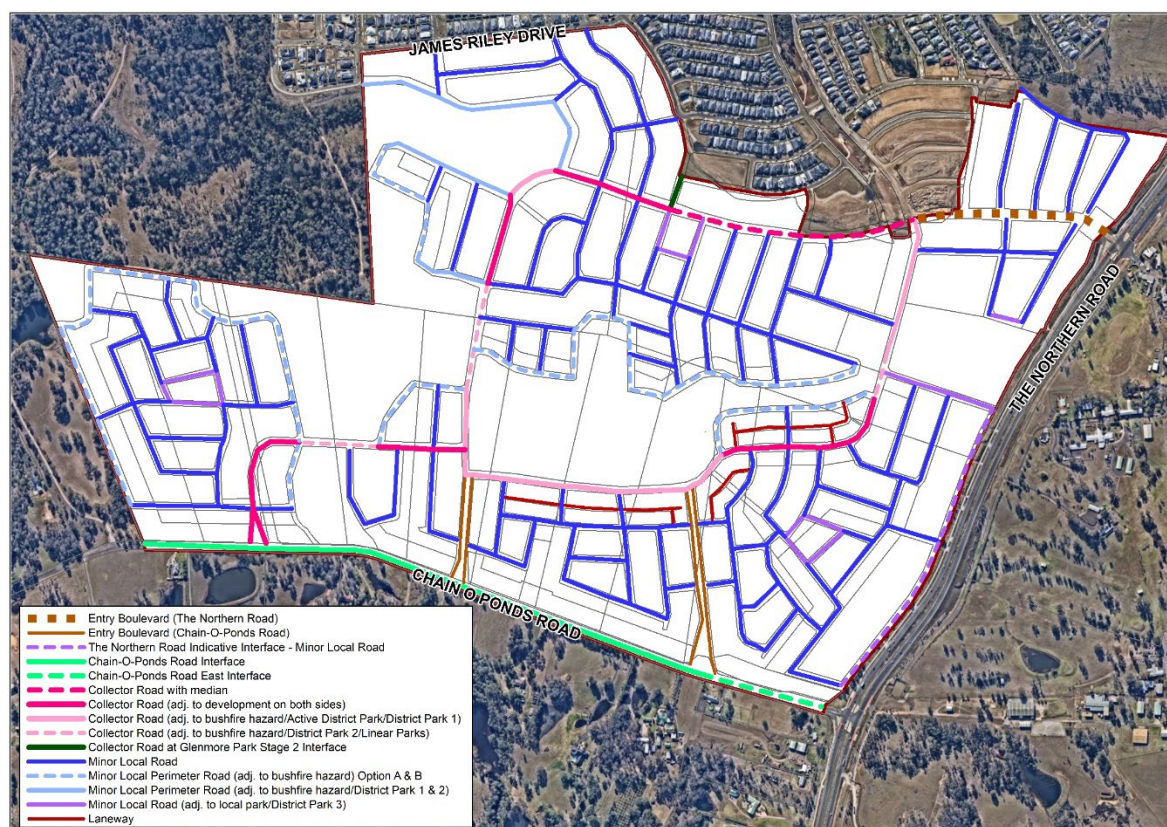 JAMES RILEY DRIVE
THE NORTHERN ROAD
CHAIN O PONDS ROAD
Entry Boulevard (The Northern Road)
Entry Boulevard (Chain-O-Ponds Road)
The Northern Road Indicative Interface - Minor Local Road
Chain-O-Ponds Road Interface
Chain-O-Ponds Road East Interface
Collector Road with median
Collector Road (adj. to development on both sides)
Collector Road (adj. to bushfire hazard/Active District Park/District Park 1)
Collector Road (adj. to bushfire hazard/District Park 2/Linear Parks)
Collector Road at Glenmore Park Stage 2 Interface
Minor Local Road
Minor Local Perimeter Road (adj. to bushfire hazard) Option A & B
Minor Local Perimeter Road (adj. to bushfire hazard/District Park 1 & 2)
Minor Local Road (adj. to local park/District Park 3)
Laneway